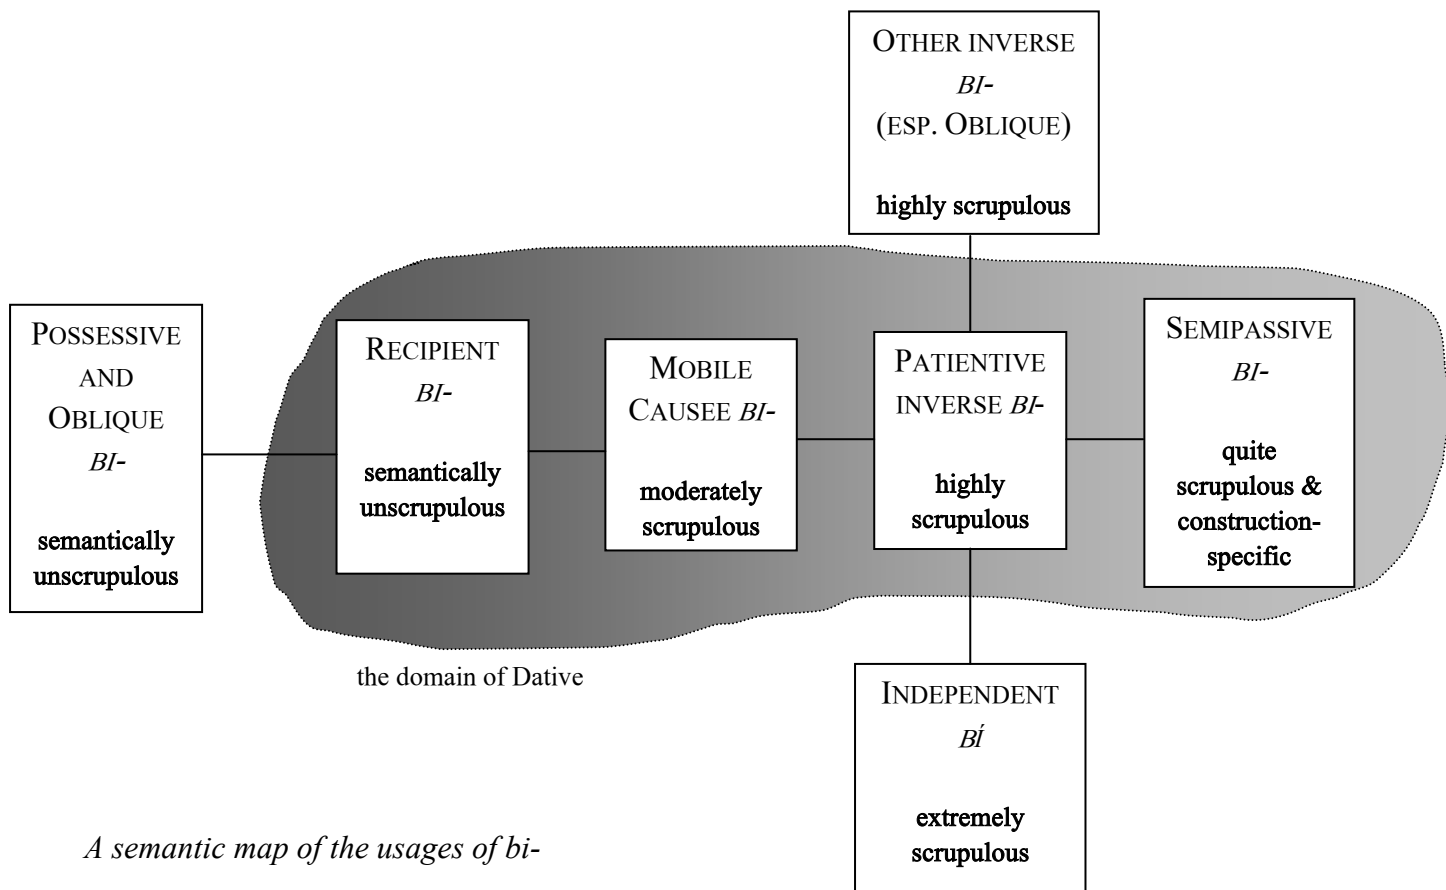 OTHER INVERSE
BI-
(ESP. OBLIQUE)
highly scrupulous
POSSESSIVE
AND
OBLIQUE
BI-
semantically
unscrupulous
RECIPIENT
BI-
semantically
unscrupulous
MOBILE
CAUSEE BI-
moderately
scrupulous
PATIENTIVE
INVERSE BI-
highly
scrupulous
SEMIPASSIVE
BI-
quite
scrupulous &
construction-
specific
the domain of Dative
INDEPENDENT
BÍ
extremely
scrupulous
A semantic map of the usages of bi-